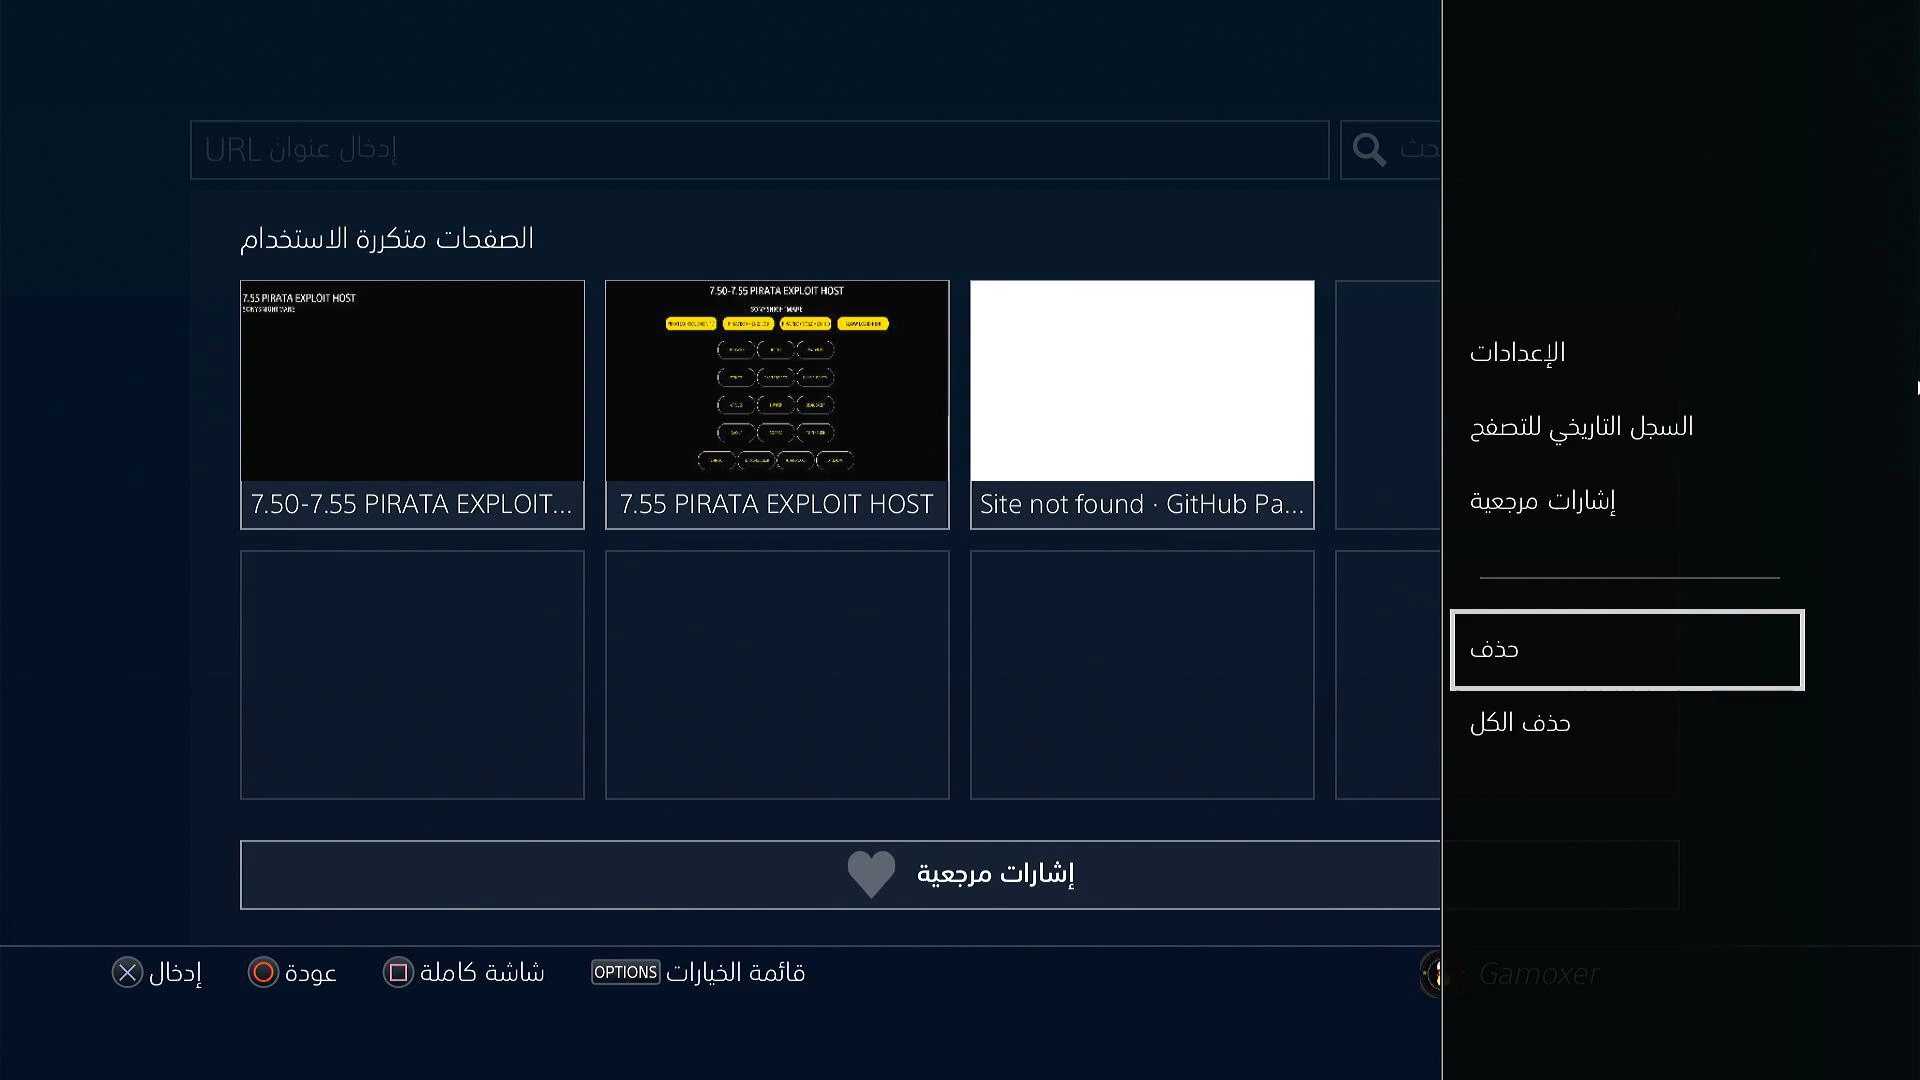 إدخال عنوان URL
الصفحات متكررة الاستخدام
7.55 PIRATA EXPLOIT HOST
7.50-7.55 PIRATA EXPLOIT HOST
7.50-7.55 PIRATA EXPLOIT...
7.55 PIRATA EXPLOIT HOST
Site not found · GitHub Pa...
إشارات مرجعية
الإعدادات
السجل التاريخي للتصفح
إشارات مرجعية
حذف
حذف الكل
إدخال
عودة
شاشة كاملة
OPTIONS قائمة الخيارات
Gamoxer